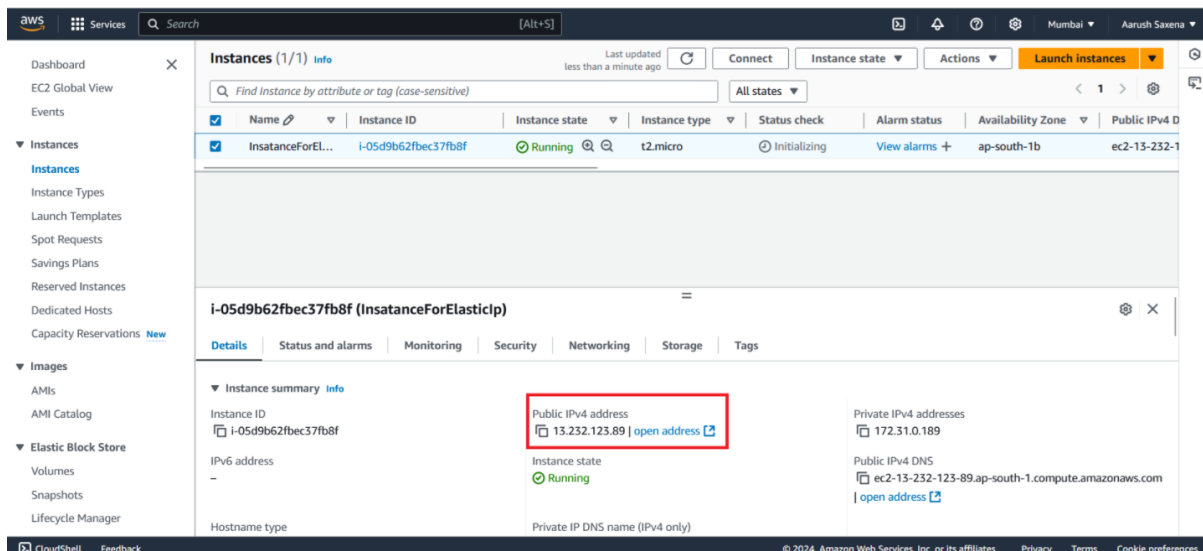 aws Services Search [Alt+S] Mumbai ▼ Aarush Saxena ▼
Dashboard
EC2 Global View
Events
Instances
Instances
Instance Types
Launch Templates
Spot Requests
Savings Plans
Reserved Instances
Dedicated Hosts
Capacity Reservations New
Images
AMIs
AMI Catalog
Elastic Block Store
Volumes
Snapshots
Lifecycle Manager
Instances (1/1) Info
Last updated
less than a minute ago
Connect Instance state ▼ Actions ▼ Launch instances ▼
Find Instance by attribute or tag (case-sensitive) All states ▼ < 1 >
Name Instance ID Instance state Instance type Status check Alarm status Availability Zone Public IPv4 D
InsatanceForEl... i-05d9b62fbec37fb8f Running t2.micro Initializing View alarms + ap-south-1b ec2-13-232-1
i-05d9b62fbec37fb8f (InsatanceForElasticIp)
Details Status and alarms Monitoring Security Networking Storage Tags
Instance summary Info
Instance ID
i-05d9b62fbec37fb8f
Public IPv4 address
13.232.123.89 | open address
Private IPv4 addresses
172.31.0.189
IPv6 address
–
Instance state
Running
Public IPv4 DNS
ec2-13-232-123-89.ap-south-1.compute.amazonaws.com
| open address
Hostname type
Private IP DNS name (IPv4 only)
CloudShell Feedback © 2024, Amazon Web Services, Inc. or its affiliates. Privacy Terms Cookie preferences